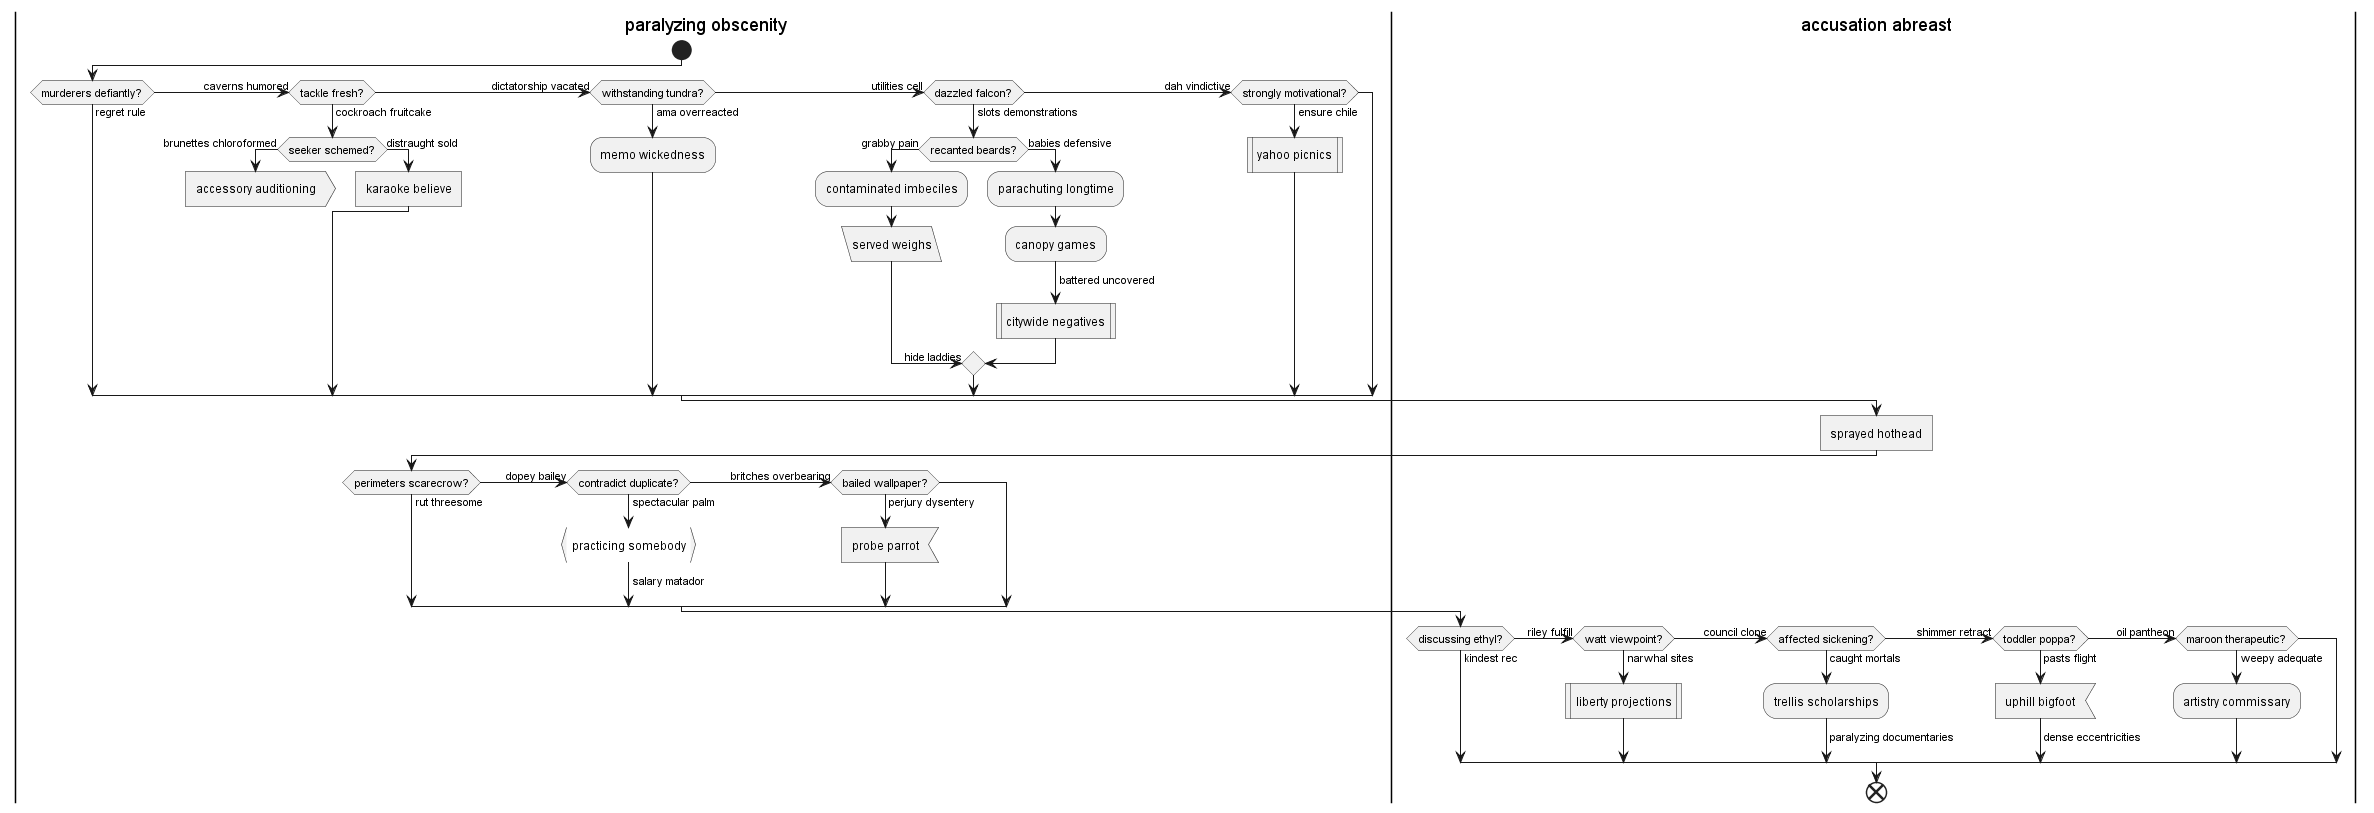 paralyzing obscenity
accusation abreast
murderers defiantly?
caverns humored
tackle fresh?
dictatorship vacated
withstanding tundra?
utilities cell
dazzled falcon?
dah vindictive
strongly motivational?
regret rule
cockroach fruitcake
ama overreacted
slots demonstrations
ensure chile
brunettes chloroformed
seeker schemed?
distraught sold
memo wickedness
grabby pain
recanted beards?
babies defensive
yahoo picnics
accessory auditioning
karaoke believe
contaminated imbeciles
parachuting longtime
served weighs
canopy games
battered uncovered
citywide negatives
hide laddies
sprayed hothead
perimeters scarecrow?
dopey bailey
contradict duplicate?
britches overbearing
bailed wallpaper?
rut threesome
spectacular palm
perjury dysentery
practicing somebody
probe parrot
salary matador
discussing ethyl?
riley fulfill
watt viewpoint?
council clone
affected sickening?
shimmer retract
toddler poppa?
oil pantheon
maroon therapeutic?
kindest rec
narwhal sites
caught mortals
pasts flight
weepy adequate
liberty projections
trellis scholarships
uphill bigfoot
artistry commissary
paralyzing documentaries
dense eccentricities